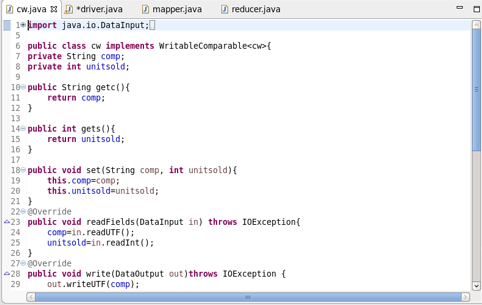 cw.java *driver.java mapper.java reducer.java
1 import java.io.DataInput;
5
6 public class cw implements WritableComparable<cw>{
7 private String comp;
8 private int unitsold;
9
10 public String getc(){
11     return comp;
12 }
13
14 public int gets(){
15     return unitsold;
16 }
17
18 public void set(String comp, int unitsold){
19     this.comp=comp;
20     this.unitsold=unitsold;
21 }
22 @Override
23 public void readFields(DataInput in) throws IOException{
24     comp=in.readUTF();
25     unitsold=in.readInt();
26 }
27 @Override
28 public void write(DataOutput out)throws IOException {
29     out.writeUTF(comp);